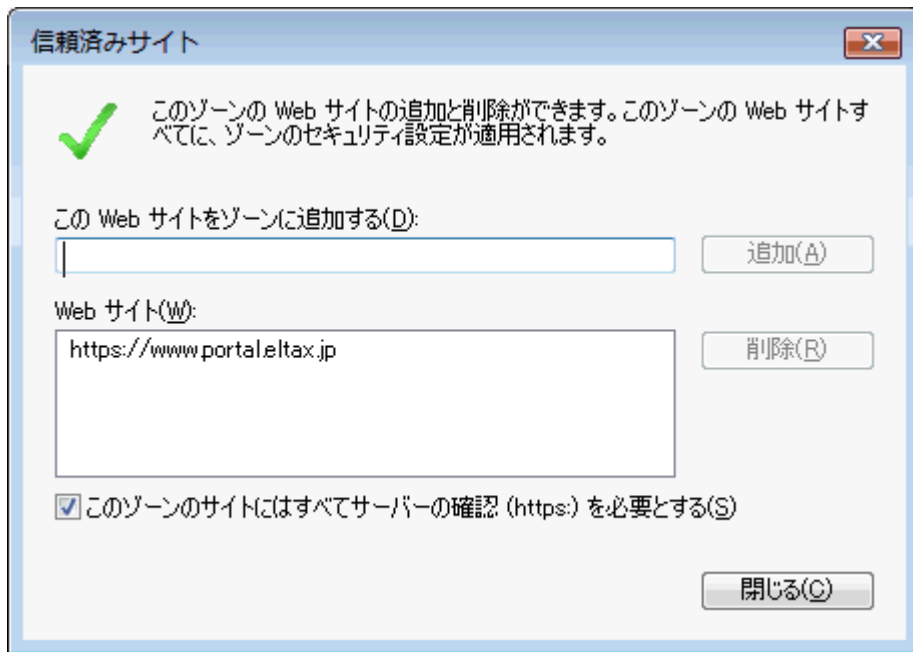 信頼済みサイト
このゾーンの Web サイトの追加と削除ができます。このゾーンの Web サイトす
べてに、ゾーンのセキュリティ設定が適用されます。
この Web サイトをゾーンに追加する(D):
追加(A)
Web サイト(W):
https://www.portal.eltax.jp
削除(R)
このゾーンのサイトにはすべてサーバーの確認 (https:) を必要とする(S)
閉じる(C)